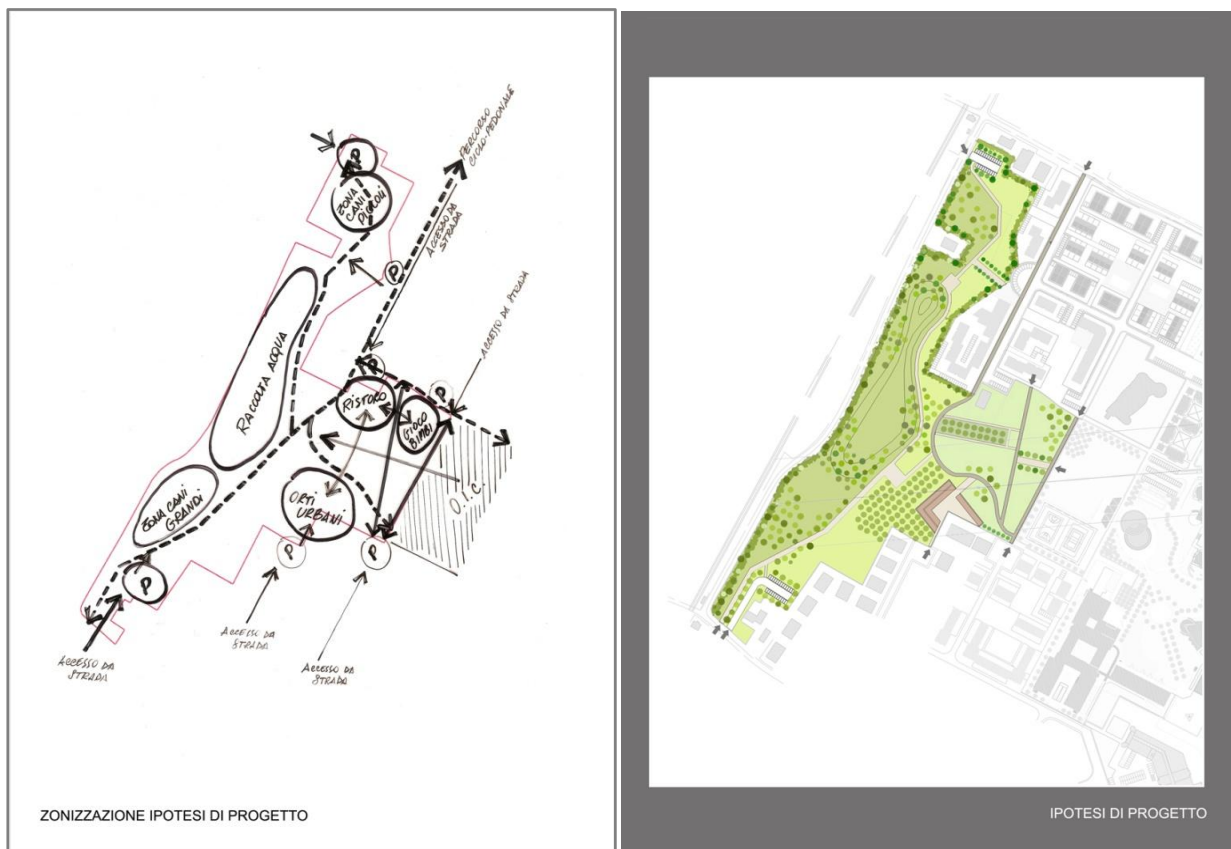 PERCORSO
CICLO-PEDONALE
ACCESSO DA
STRADA
P
ZONA
CANI
PICCOLI
P
ACCESSO DA STRADA
RACCOLTA ACQUA
P
P
RISTORO
GIOCO
BIMBI
O.I.C.
ZONA CANI
GRANDI
ORTI
URBANI
P
P
P
ACCESSO DA
STRADA
ACCESSO DA
STRADA
ACCESSO DA
STRADA
ZONIZZAZIONE IPOTESI DI PROGETTO
IPOTESI DI PROGETTO